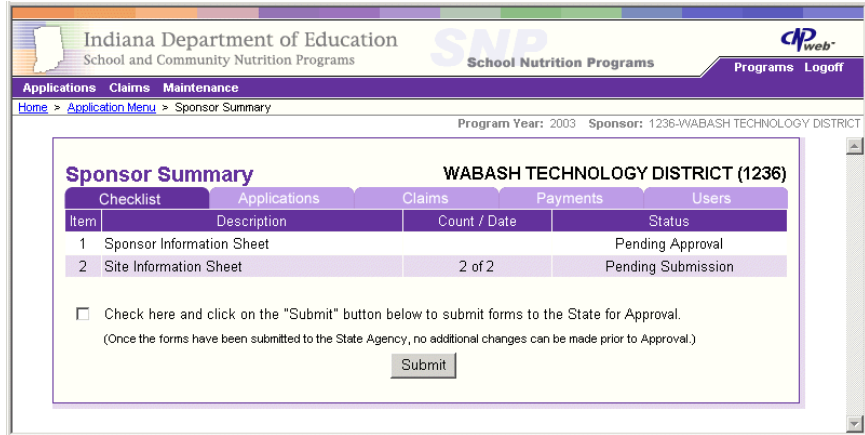 Indiana Department of Education
School and Community Nutrition Programs
SNP
School Nutrition Programs
CNPweb
Programs Logoff
Applications Claims Maintenance
Home > Application Menu > Sponsor Summary
Program Year: 2003 Sponsor: 1236-WABASH TECHNOLOGY DISTRICT
Sponsor Summary WABASH TECHNOLOGY DISTRICT (1236)
Checklist Applications Claims Payments Users
Item Description Count / Date Status
1 Sponsor Information Sheet Pending Approval
2 Site Information Sheet 2 of 2 Pending Submission
Check here and click on the "Submit" button below to submit forms to the State for Approval.
(Once the forms have been submitted to the State Agency, no additional changes can be made prior to Approval.)
Submit